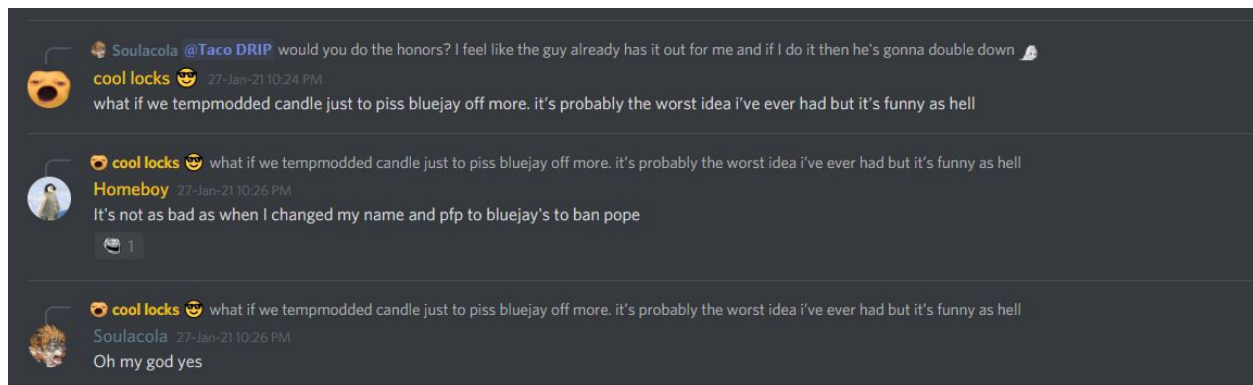 Soulacola @Taco DRIP would you do the honors? I feel like the guy already has it out for me and if I do it then he's gonna double down
cool locks 😎 27-Jan-21 10:24 PM
what if we tempmodded candle just to piss bluejay off more. it's probably the worst idea i've ever had but it's funny as hell
cool locks 😎 what if we tempmodded candle just to piss bluejay off more. it's probably the worst idea i've ever had but it's funny as hell
Homeboy 27-Jan-21 10:26 PM
It's not as bad as when I changed my name and pfp to bluejay's to ban pope
1
cool locks 😎 what if we tempmodded candle just to piss bluejay off more. it's probably the worst idea i've ever had but it's funny as hell
Soulacola 27-Jan-21 10:26 PM
Oh my god yes